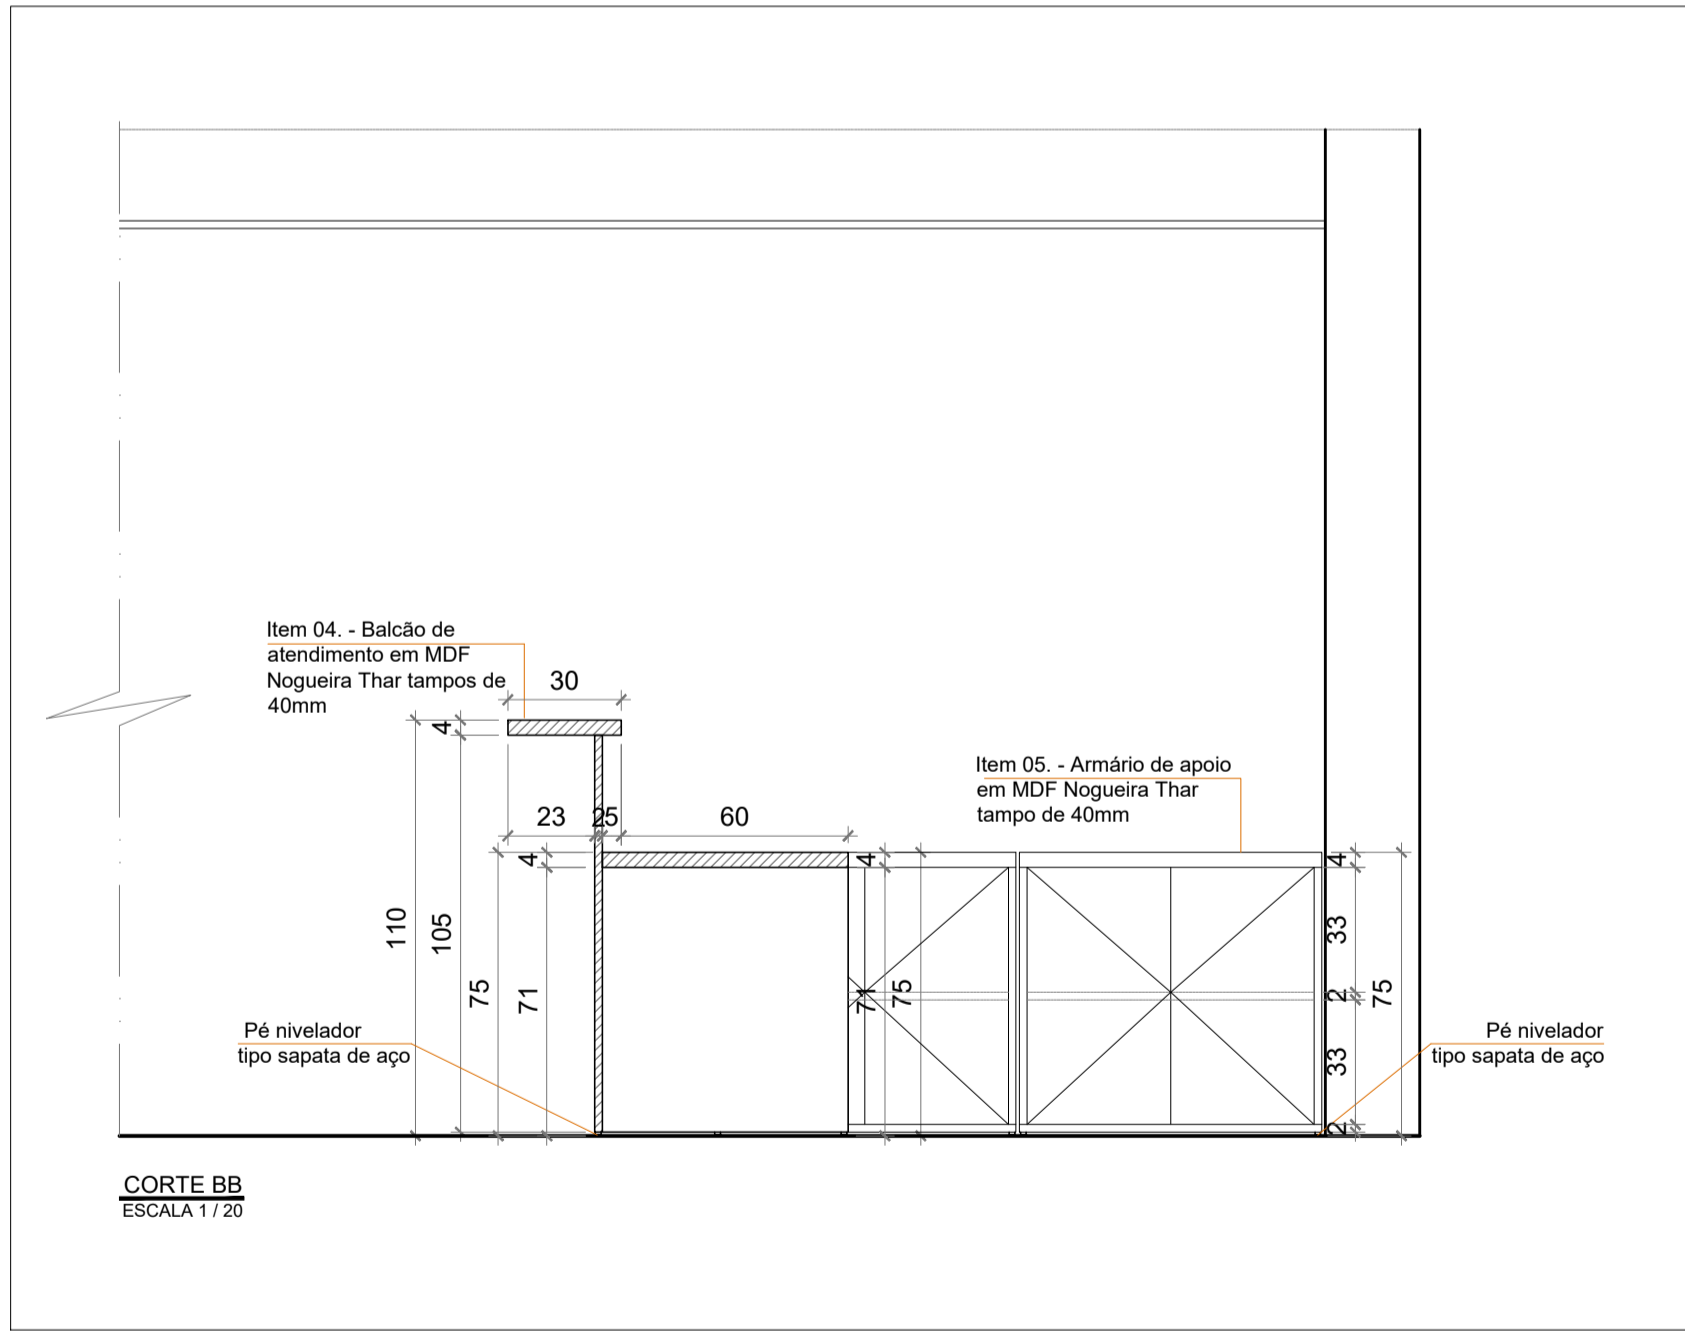 Item 04. - Balcão de
atendimento em MDF
Nogueira Thar tampos de
40mm
30
4
Item 05. - Armário de apoio
em MDF Nogueira Thar
tampo de 40mm
23
2
5
60
4
4
4
110
105
75
71
71
75
33
2
33
2
75
Pé nivelador
tipo sapata de aço
Pé nivelador
tipo sapata de aço
CORTE BB
ESCALA 1 / 20